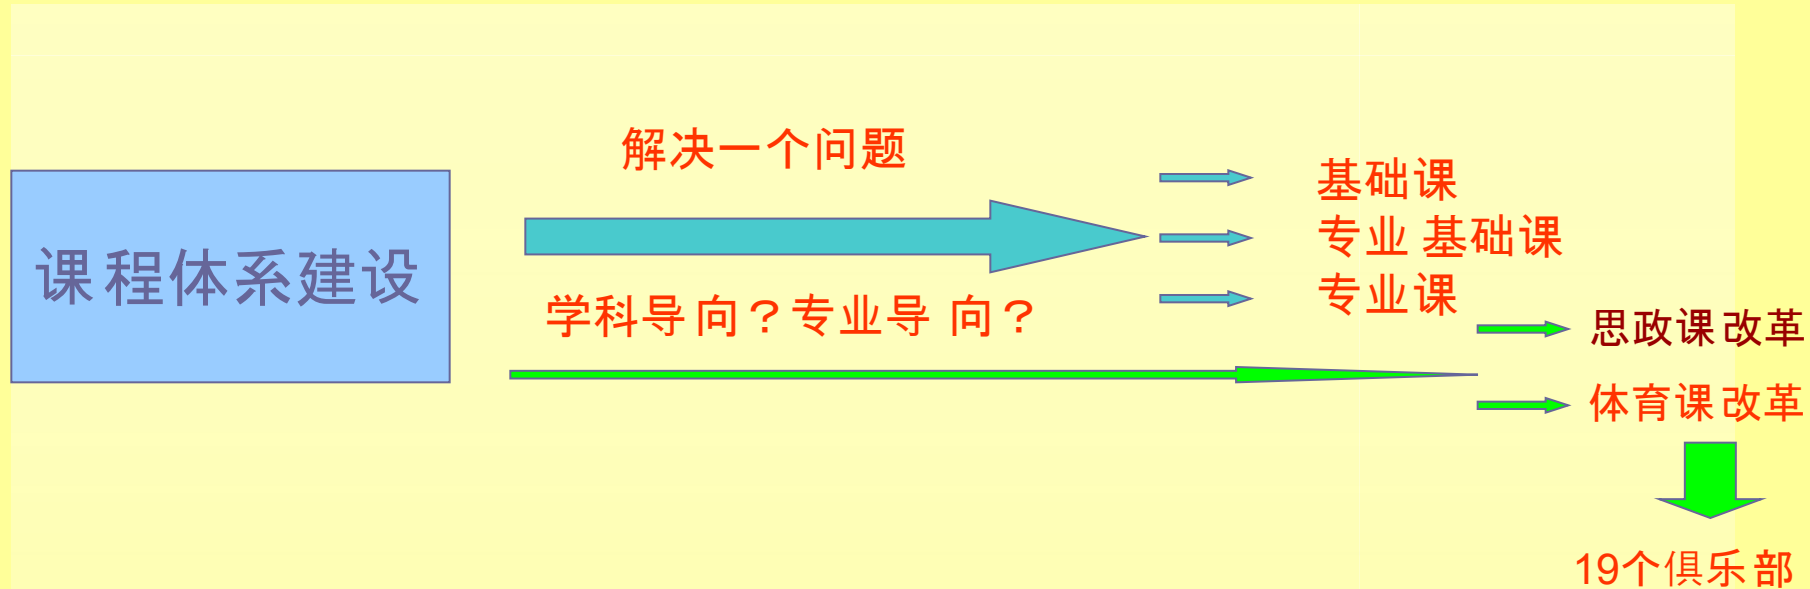 解决一个问题
课程体系建设
学科导向？专业导向？
基础课
专业基础课
专业课
思政课改革
体育课改革
19个俱乐部